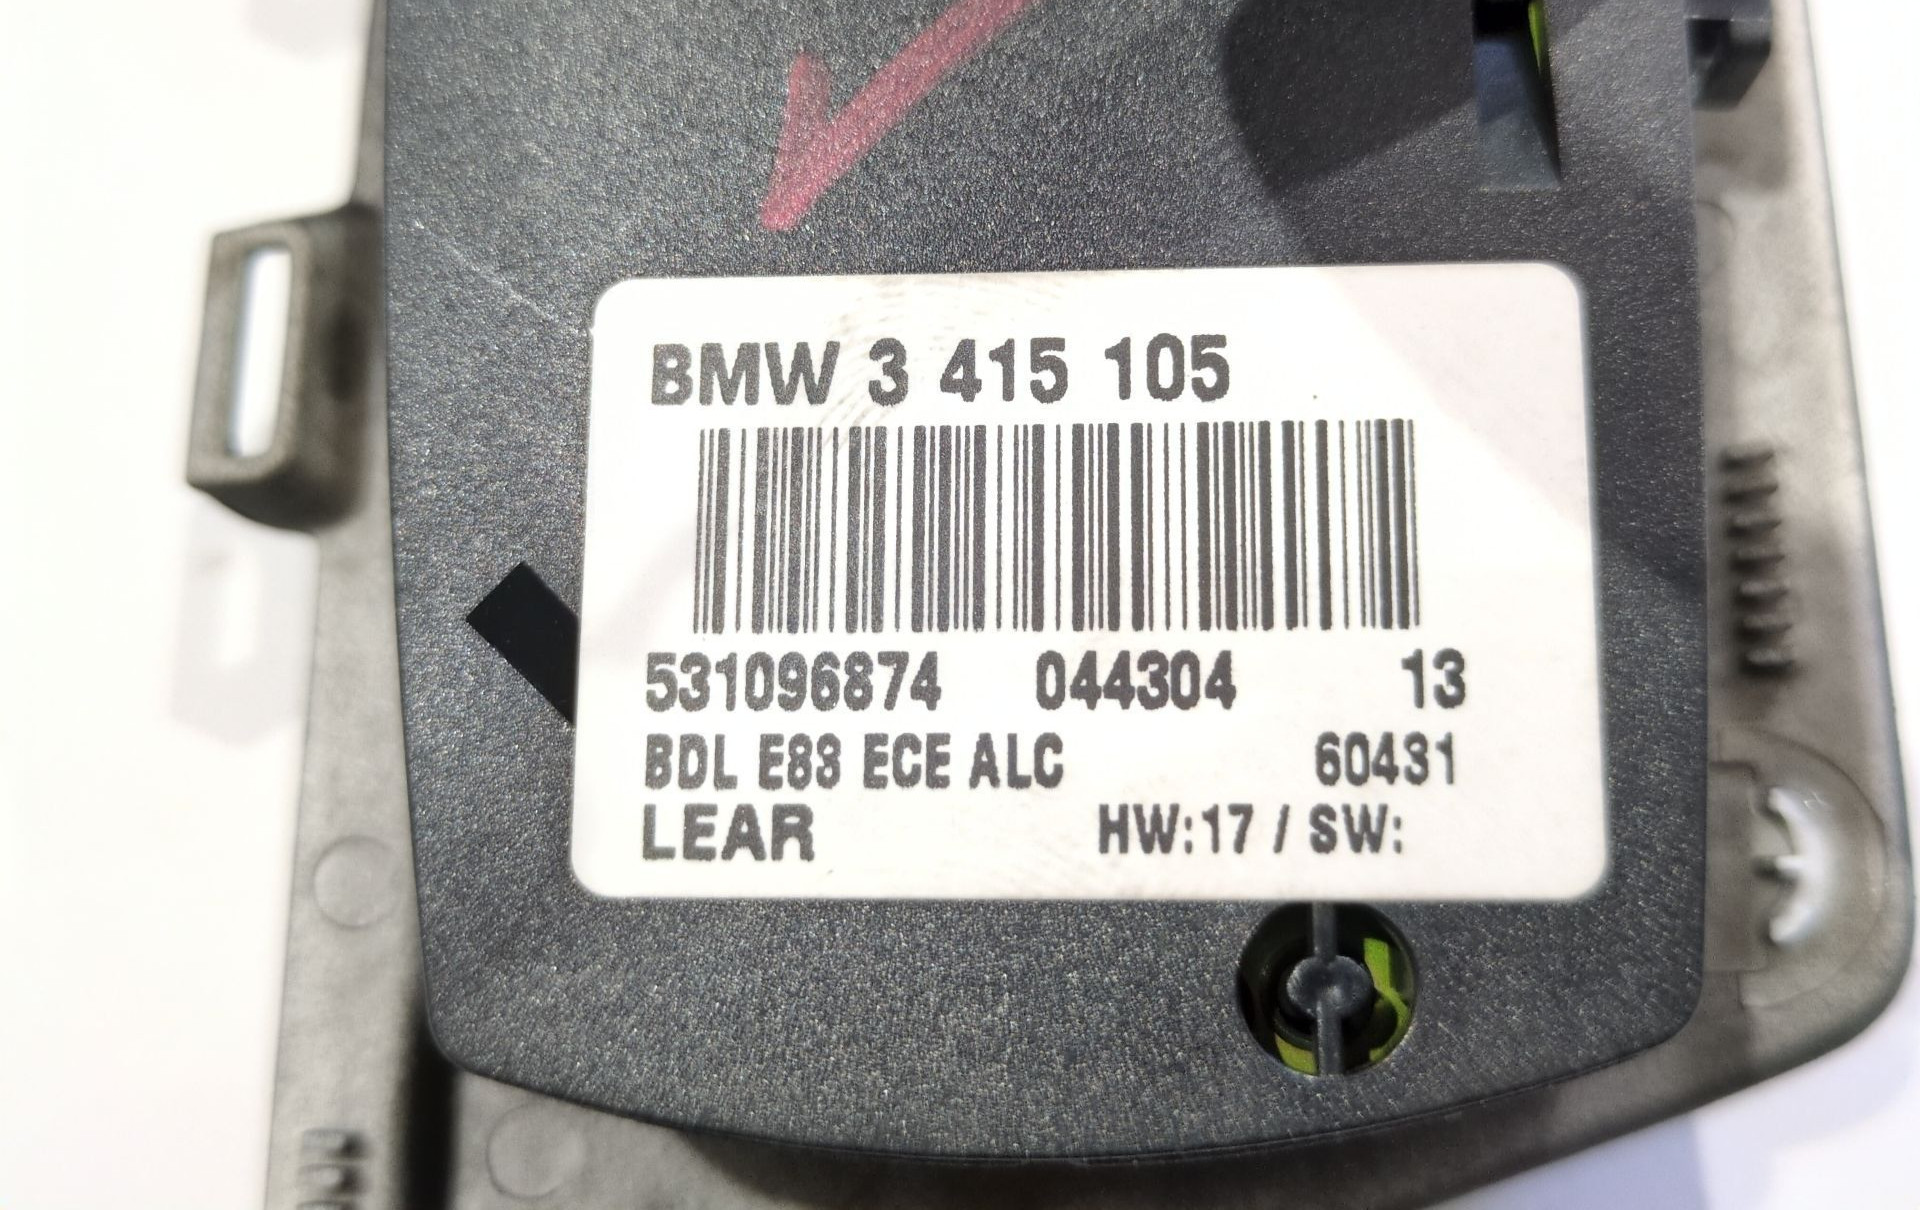 BMW 3 415 105
531096874 044304 13
BDL E83 ECE ALC 60431
LEAR HW:17 / SW: